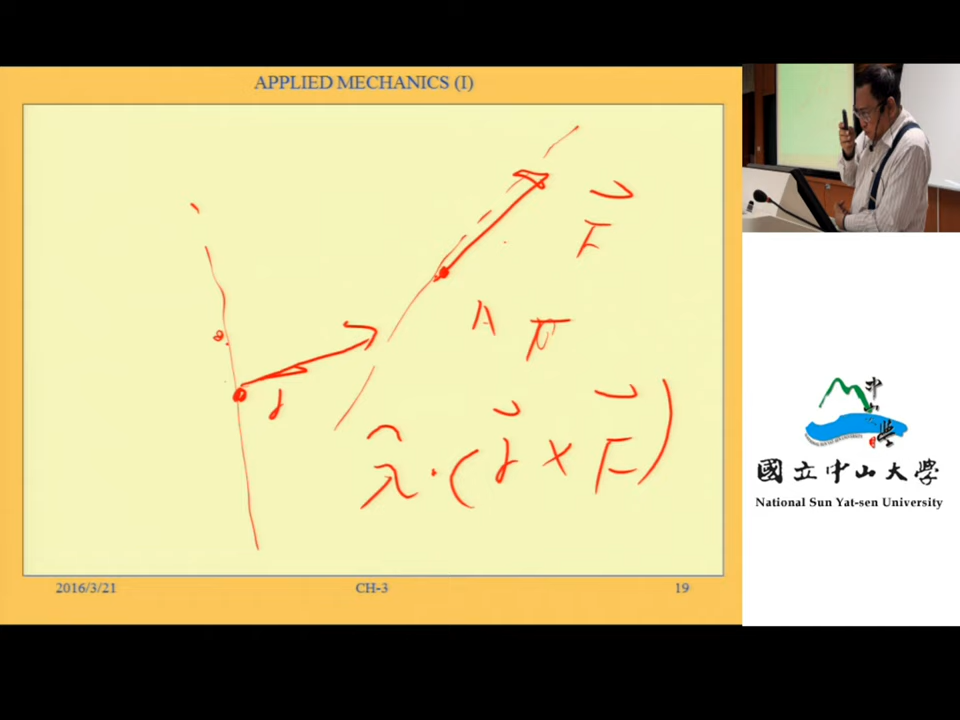 APPLIED MECHANICS (I)
F
A
F
r
λ̂·(r × F)
2016/3/21
CH-3
19
國立中山大學
National Sun Yat-sen University